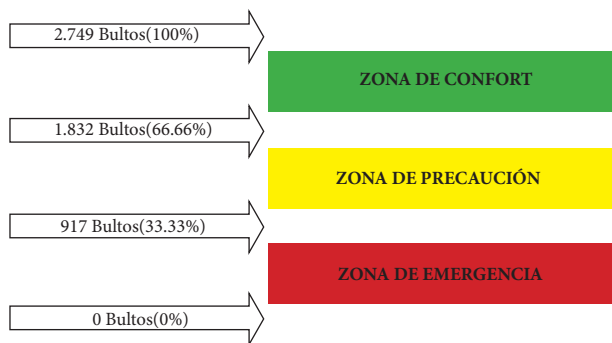 2.749 Bultos(100%)
ZONA DE CONFORT
1.832 Bultos(66.66%)
ZONA DE PRECAUCIÓN
917 Bultos(33.33%)
ZONA DE EMERGENCIA
0 Bultos(0%)